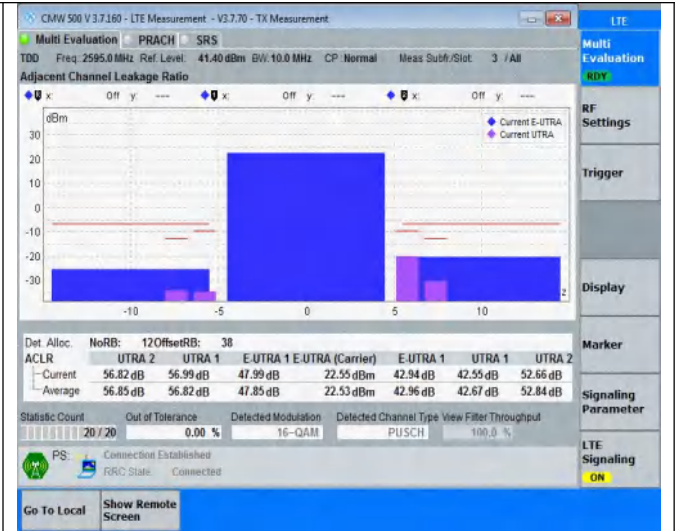 CMW 500 V 3.7.160 - LTE Measurement - V3.7.70 - TX Measurement
LTE
Multi Evaluation PRACH SRS
TDD Freq.: 2595.0 MHz Ref. Level: 41.40 dBm BW: 10.0 MHz CP: Normal Meas Subfr./Slot: 3 / All
Adjacent Channel Leakage Ratio
x: Off y: --- x: Off y: --- x: Off y: ---
dBm
Current E-UTRA
Current UTRA
30
20
10
0
-10
-20
-30
-10 -5 0 5 10
Det. Alloc. NoRB: 12 OffsetRB: 38
ACLR UTRA 2 UTRA 1 E-UTRA 1 E-UTRA (Carrier) E-UTRA 1 UTRA 1 UTRA 2
Current 56.82 dB 56.99 dB 47.99 dB 22.55 dBm 42.94 dB 42.55 dB 52.66 dB
Average 56.85 dB 56.82 dB 47.85 dB 22.53 dBm 42.96 dB 42.67 dB 52.84 dB
Statistic Count Out of Tolerance Detected Modulation Detected Channel Type View Filter Throughput
20 / 20 0.00 % 16-QAM PUSCH 100.0 %
PS: Connection Established
RRC State: Connected
Go To Local
Show Remote
Screen
Multi
Evaluation
RDY
RF
Settings
Trigger
Display
Marker
Signaling
Parameter
LTE
Signaling
ON